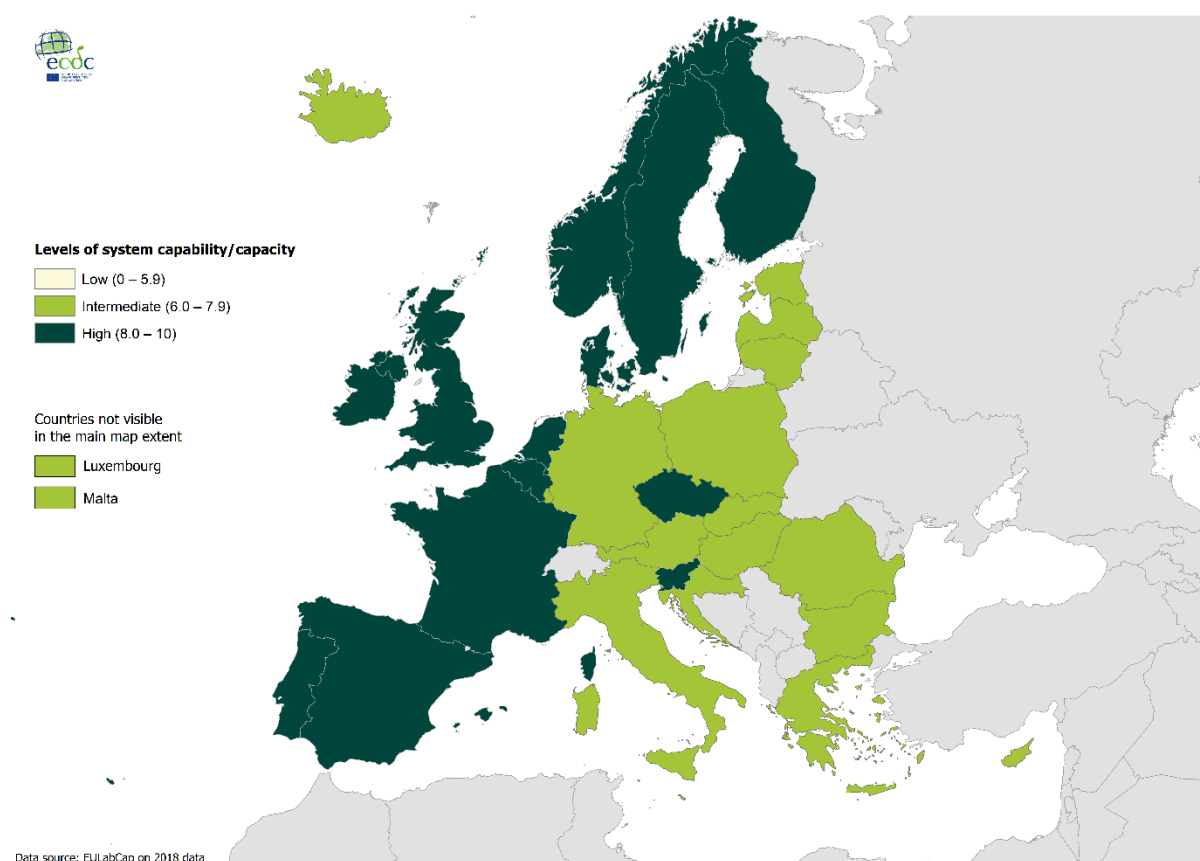 ecdc
Levels of system capability/capacity
Low (0 – 5.9)
Intermediate (6.0 – 7.9)
High (8.0 – 10)
Countries not visible
in the main map extent
Luxembourg
Malta
Data source: EULabCap on 2018 data